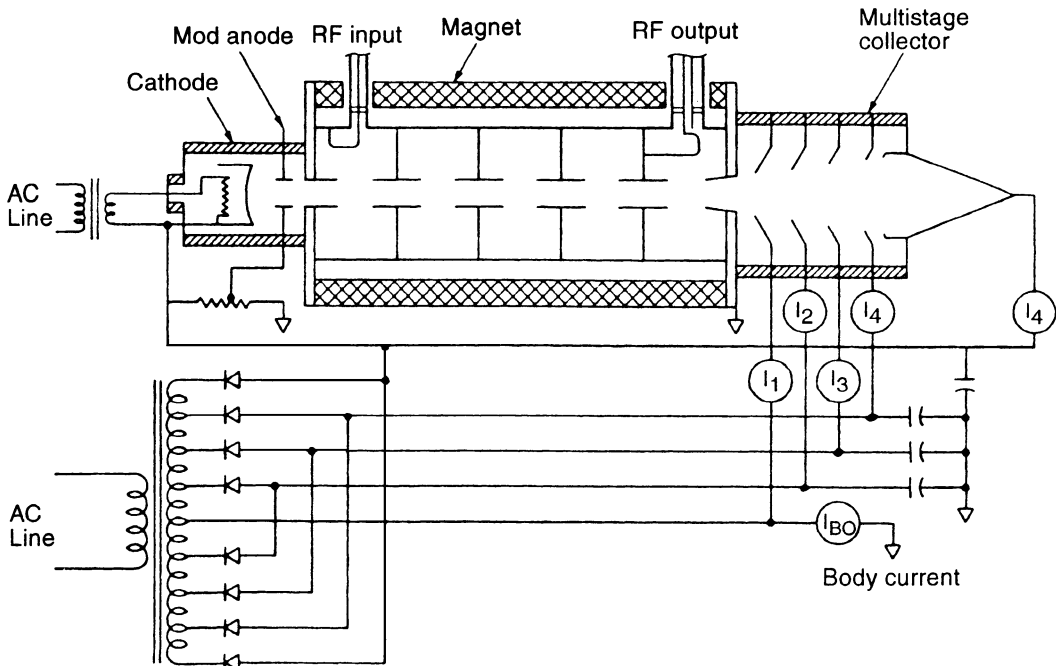 Mod anode
RF input
Magnet
RF output
Multistage
collector
Cathode
AC
Line
I2
I4
I4
I1
I3
AC
Line
IBO
Body current